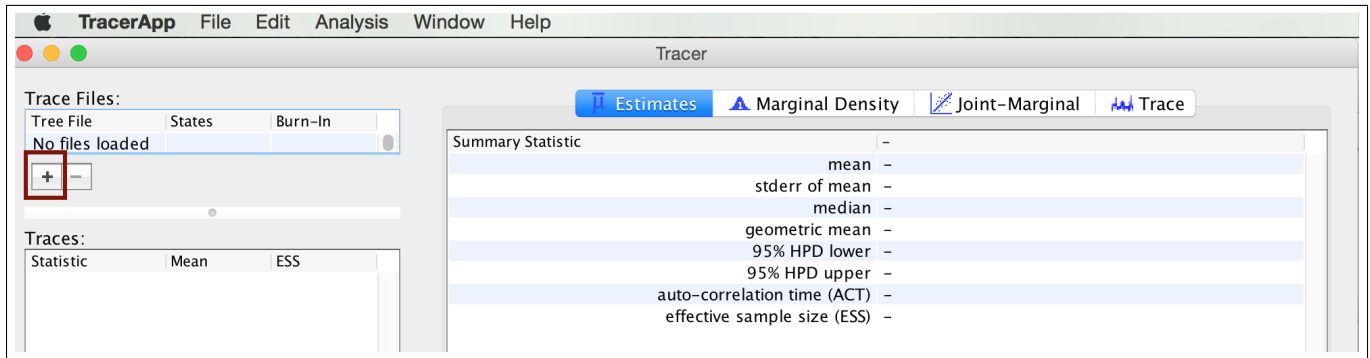 TracerApp File Edit Analysis Window Help
Tracer
Trace Files:
Tree File States Burn-In
No files loaded
+ −
Traces:
Statistic Mean ESS
μ Estimates Marginal Density Joint-Marginal Trace
Summary Statistic -
mean -
stderr of mean -
median -
geometric mean -
95% HPD lower -
95% HPD upper -
auto-correlation time (ACT) -
effective sample size (ESS) -